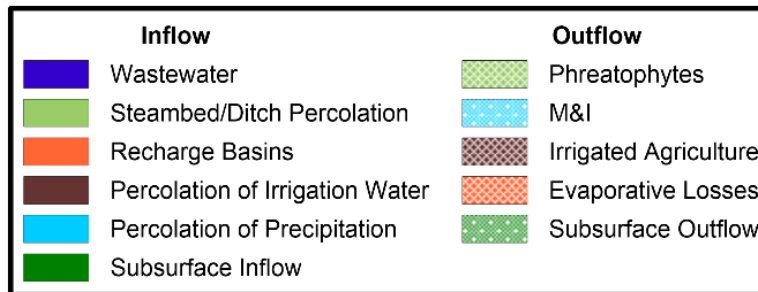 Inflow
Wastewater
Steambed/Ditch Percolation
Recharge Basins
Percolation of Irrigation Water
Percolation of Precipitation
Subsurface Inflow
Outflow
Phreatophytes
M&I
Irrigated Agriculture
Evaporative Losses
Subsurface Outflow